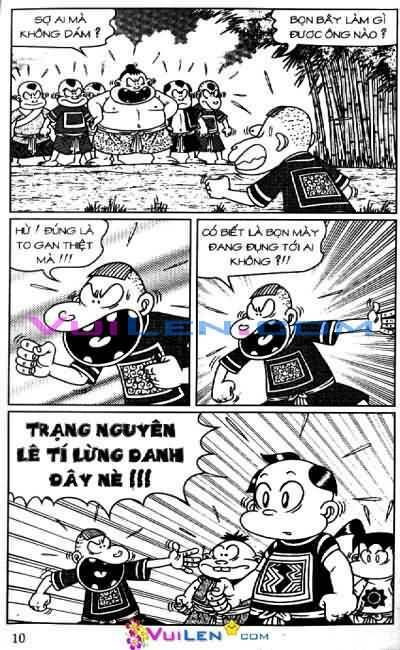 SỢ AI MÀ
KHÔNG DÁM ?
BỌN BÂY LÀM GÌ
ĐƯỢC ÔNG NÀO ?
HỪ ! ĐÚNG LÀ
TO GAN THIỆT
MÀ !!!
CÓ BIẾT LÀ BỌN MÀY
ĐANG ĐỤNG TỚI AI
KHÔNG ?!!
VUILEN.COM
TRẠNG NGUYÊN
LÊ TÍ LỪNG DANH
ĐÂY NÈ !!!
10
VUILEN.COM